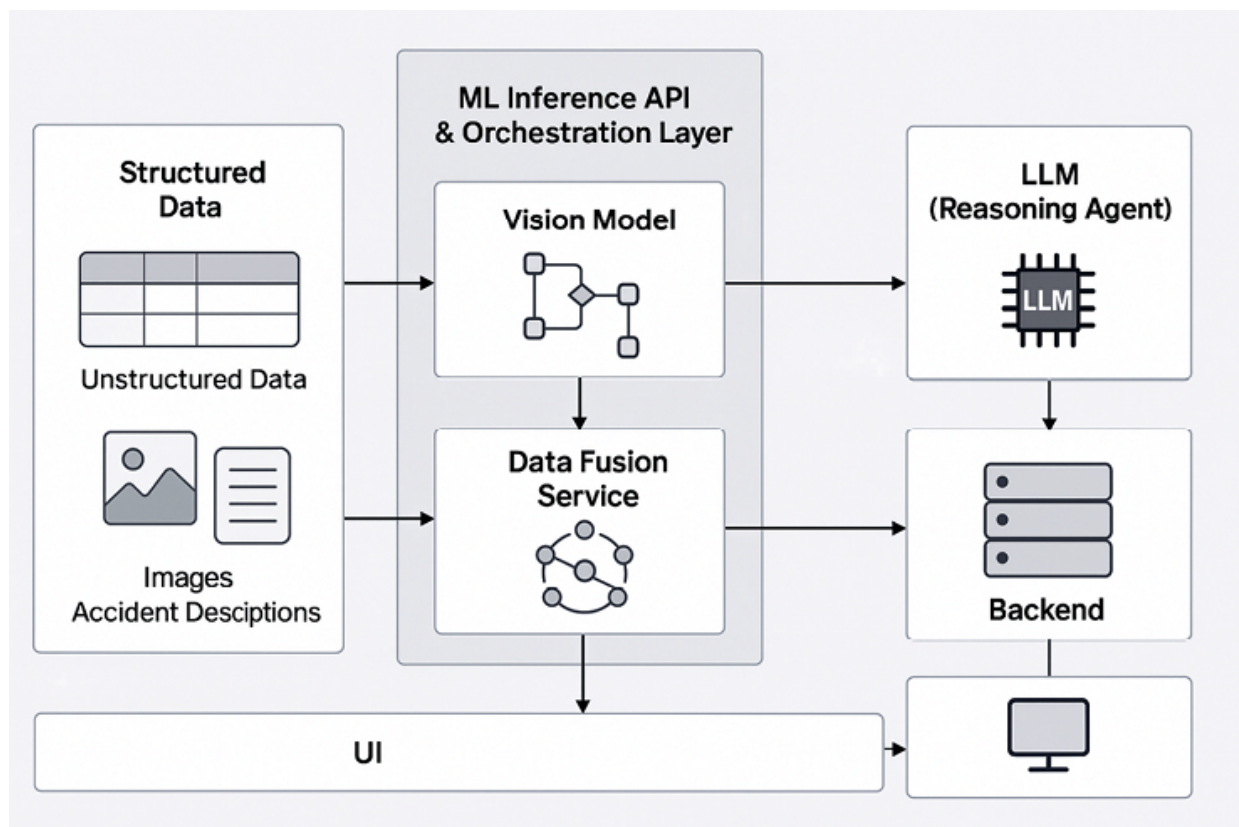 Structured
Data
Unstructured Data
Images
Accident Desciptions
ML Inference API
& Orchestration Layer
Vision Model
Data Fusion
Service
LLM
(Reasoning Agent)
LLM
Backend
UI